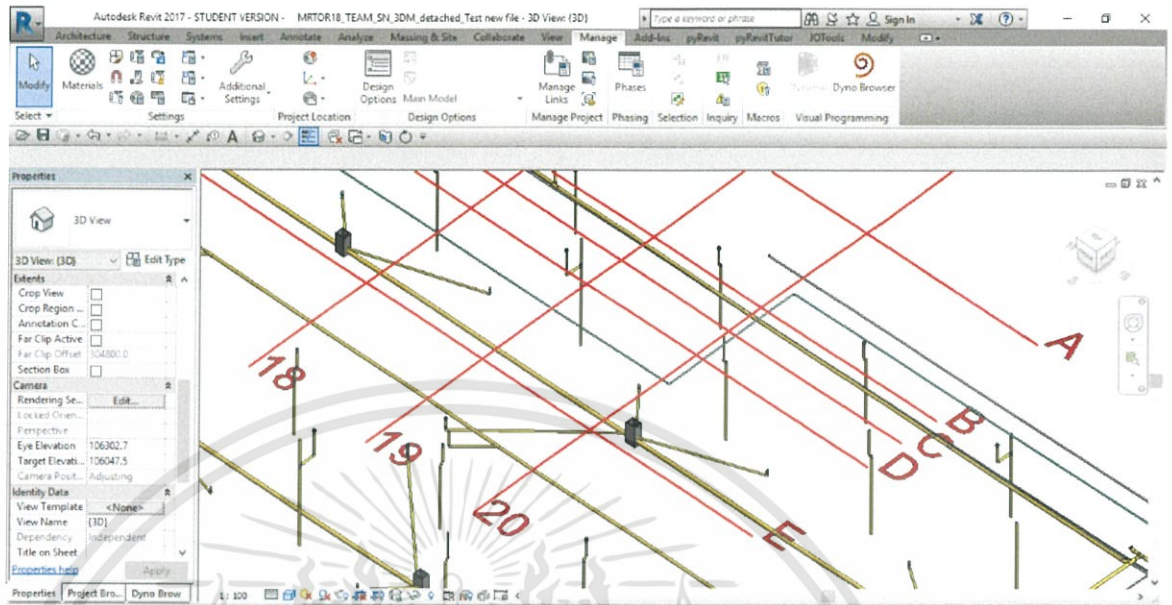 Autodesk Revit 2017 - STUDENT VERSION - MRTOR18_TEAM_SN_3DM_detached_Test new file - 3D View: {3D}
Type a keyword or phrase
Sign In
Architecture Structure Systems Insert Annotate Analyze Massing & Site Collaborate View Manage Add-Ins pyRevit pyRevitTutor JOTools Modify
Modify
Materials
Additional Settings
Design Options
Main Model
Manage Links
Phases
Dyno Browser
Select
Settings
Project Location
Design Options
Manage Project
Phasing
Selection
Inquiry
Macros
Visual Programming
Properties
3D View
3D View: {3D}
Edit Type
Extents
Crop View
Crop Region ...
Annotation C...
Far Clip Active
Far Clip Offset 304800.0
Section Box
Camera
Rendering Se... Edit...
Locked Orien...
Perspective
Eye Elevation 106302.7
Target Elevati... 106047.5
Camera Posit... Adjusting
Identity Data
View Template <None>
View Name {3D}
Dependency Independent
Title on Sheet
Properties help
Apply
Properties
Project Bro...
Dyno Brow
1 : 100
18
19
20
A
B
C
D
E